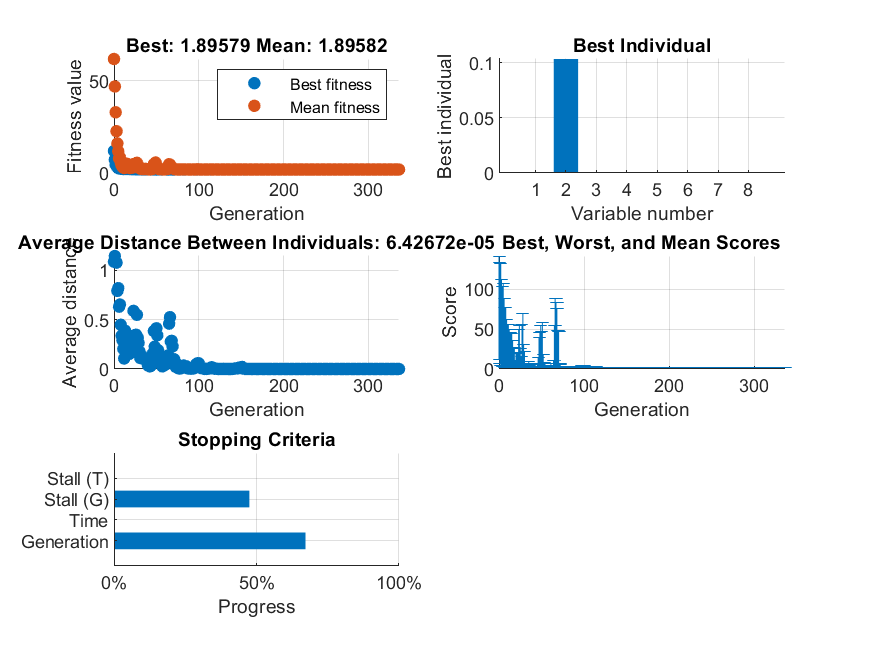 Best: 1.89579 Mean: 1.89582
Fitness value
50
0
Best fitness
Mean fitness
0 100 200 300
Generation
Best Individual
Best individual
0.1
0.05
0
1 2 3 4 5 6 7 8
Variable number
Average Distance Between Individuals: 6.42672e-05
Average distance
1
0.5
0
0 100 200 300
Generation
Best, Worst, and Mean Scores
Score
100
50
0
0 100 200 300
Generation
Stopping Criteria
Stall (T)
Stall (G)
Time
Generation
0% 50% 100%
Progress